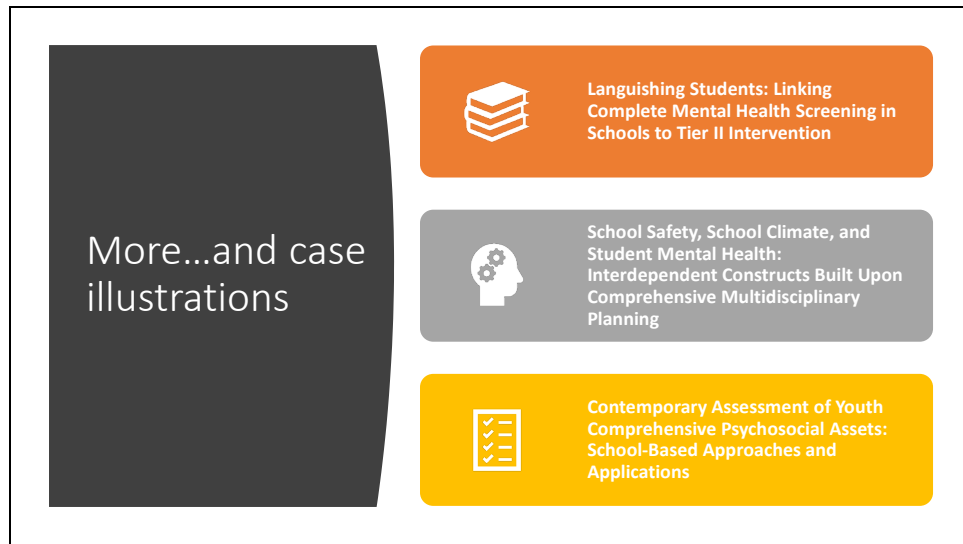 More...and case
illustrations
Languishing Students: Linking
Complete Mental Health Screening in
Schools to Tier II Intervention
School Safety, School Climate, and
Student Mental Health:
Interdependent Constructs Built Upon
Comprehensive Multidisciplinary
Planning
Contemporary Assessment of Youth
Comprehensive Psychosocial Assets:
School-Based Approaches and
Applications